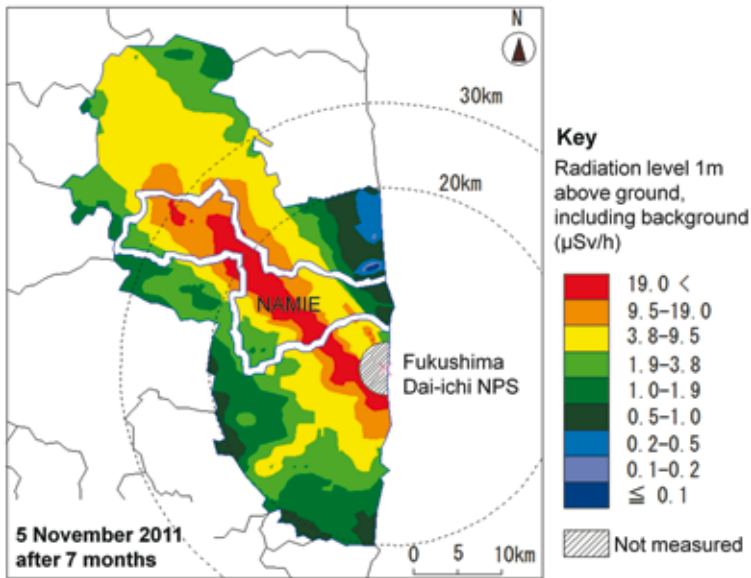 N
30km
20km
NAMIE
Fukushima
Dai-ichi NPS
5 November 2011
after 7 months
0 5 10km
Key
Radiation level 1m
above ground,
including background
(μSv/h)
19.0 <
9.5-19.0
3.8-9.5
1.9-3.8
1.0-1.9
0.5-1.0
0.2-0.5
0.1-0.2
≦ 0.1
Not measured